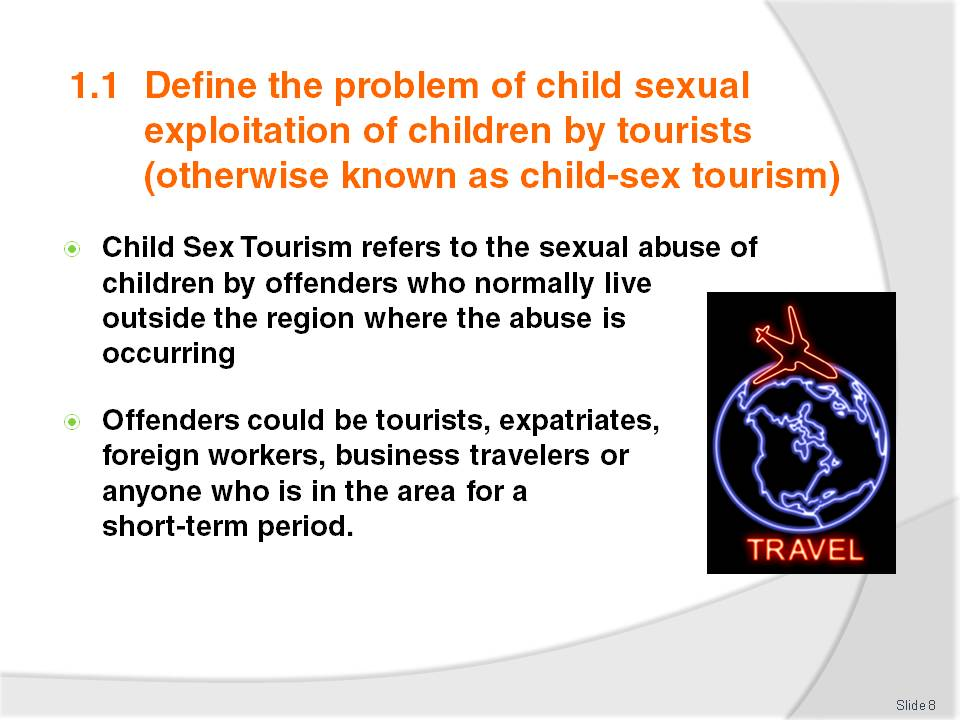 1.1 Define the problem of child sexual
exploitation of children by tourists
(otherwise known as child-sex tourism)
Child Sex Tourism refers to the sexual abuse of
children by offenders who normally live
outside the region where the abuse is
occurring
Offenders could be tourists, expatriates,
foreign workers, business travelers or
anyone who is in the area for a
short-term period.
TRAVEL
Slide 8